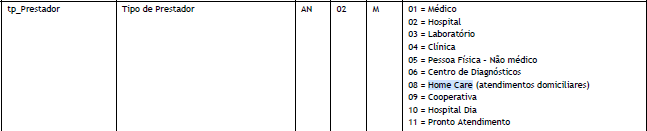 tp_Prestador Tipo de Prestador AN 02 M 01 = Médico
02 = Hospital
03 = Laboratório
04 = Clínica
05 = Pessoa Física - Não médico
06 = Centro de Diagnósticos
08 = Home Care (atendimentos domiciliares)
09 = Cooperativa
10 = Hospital Dia
11 = Pronto Atendimento